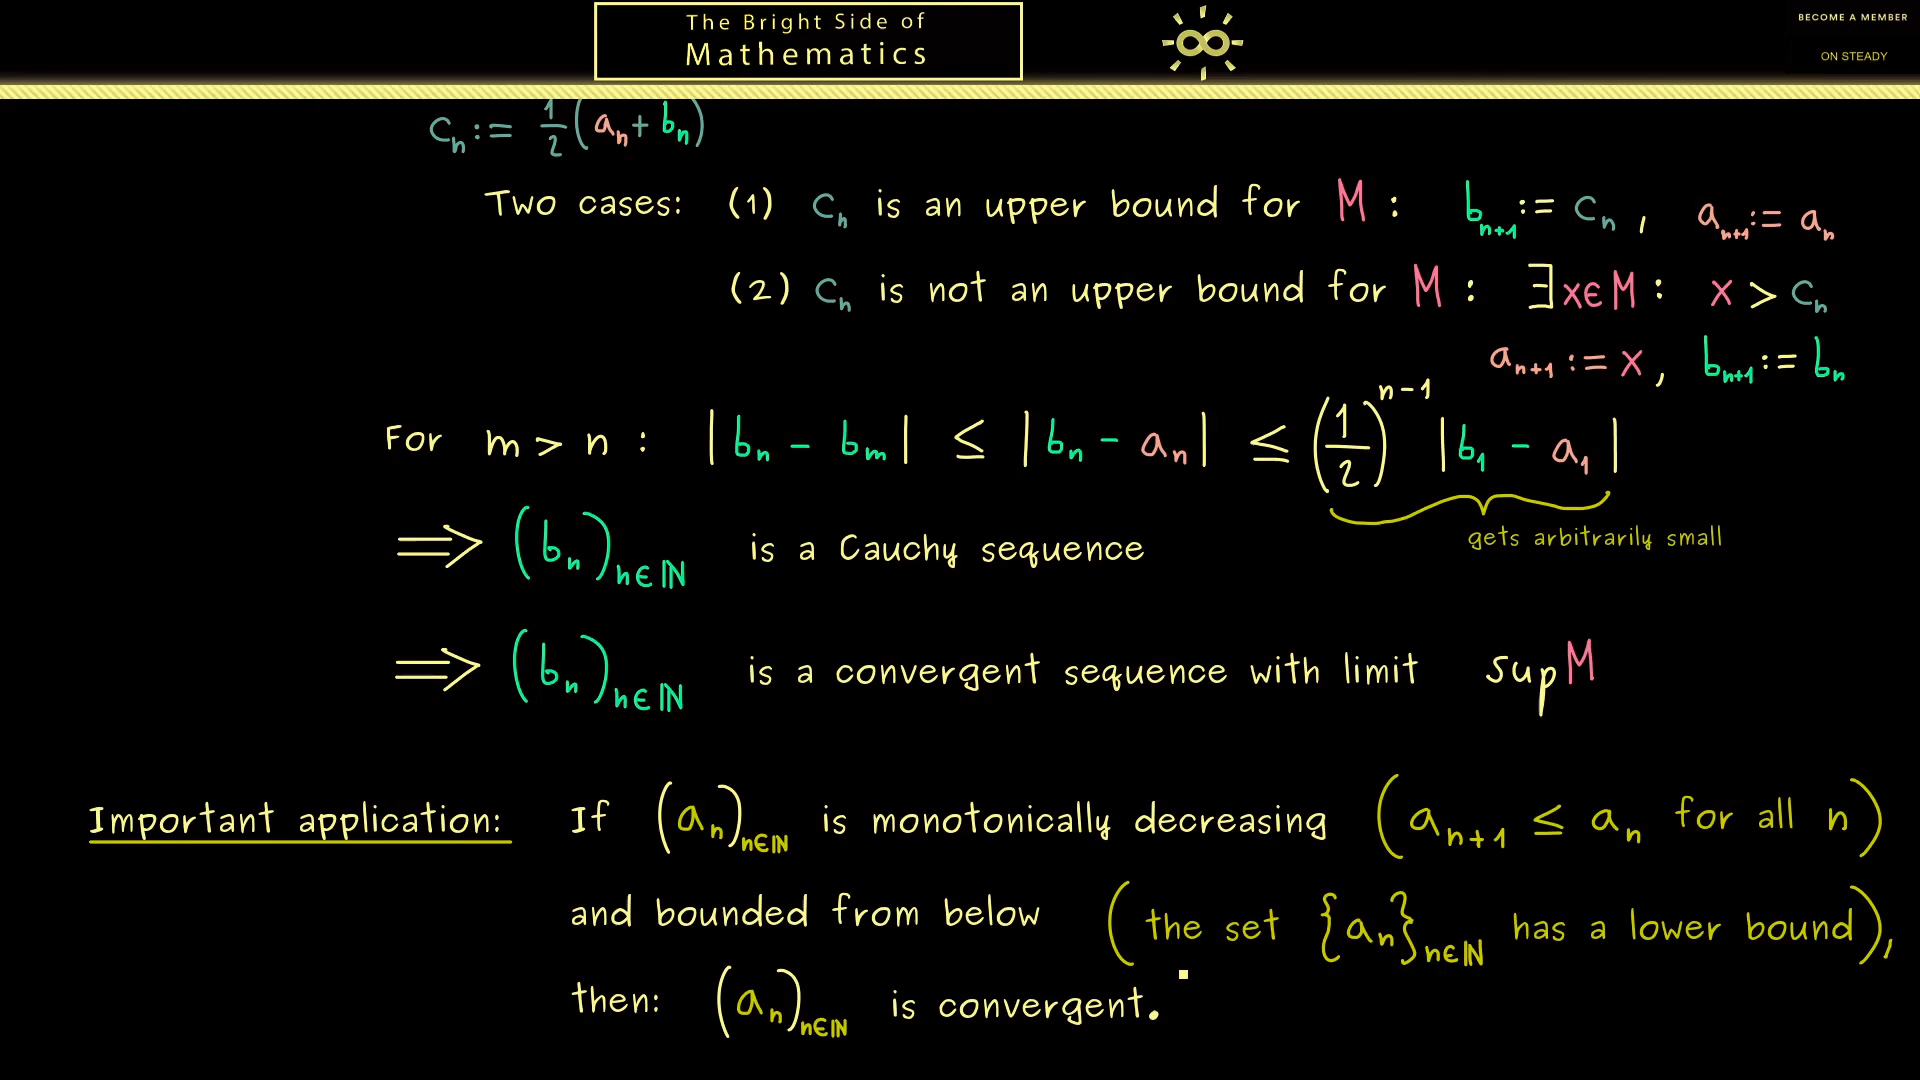 The Bright Side of
Mathematics
BECOME A MEMBER
ON STEADY
cₙ := 1/2 (aₙ + bₙ)
Two cases: (1) cₙ is an upper bound for M : bₙ₊₁ := cₙ , aₙ₊₁ := aₙ
(2) cₙ is not an upper bound for M : ∃ x∈M : x > cₙ
aₙ₊₁ := x , bₙ₊₁ := bₙ
For m > n : |bₙ − bₘ| ≤ |bₙ − aₙ| ≤ (1/2)ⁿ⁻¹ |b₁ − a₁|
gets arbitrarily small
⟹ (bₙ)ₙ∈ℕ is a Cauchy sequence
⟹ (bₙ)ₙ∈ℕ is a convergent sequence with limit sup M
Important application: If (aₙ)ₙ∈ℕ is monotonically decreasing (aₙ₊₁ ≤ aₙ for all n)
and bounded from below (the set {aₙ}ₙ∈ℕ has a lower bound),
then: (aₙ)ₙ∈ℕ is convergent.